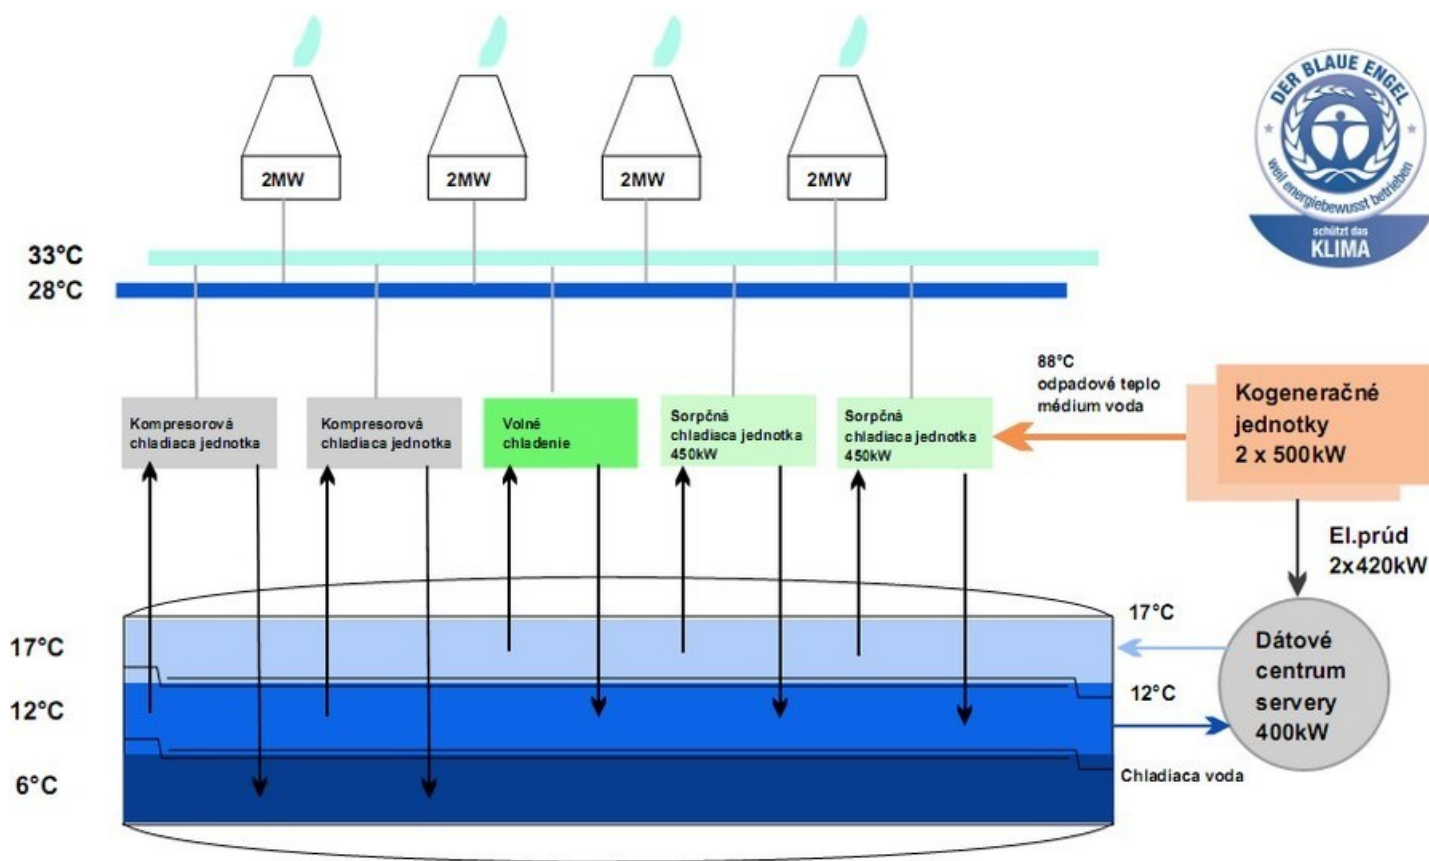 DER BLAUE ENGEL
weil energiebewusst betrieben
schützt das
KLIMA
2MW
2MW
2MW
2MW
33°C
28°C
88°C
odpadové teplo
médium voda
Kogeneračné
jednotky
2 x 500kW
Kompresorová
chladiaca jednotka
Kompresorová
chladiaca jednotka
Volné
chladenie
Sorpčná
chladiaca jednotka
450kW
Sorpčná
chladiaca jednotka
450kW
El.prúd
2x420kW
17°C
12°C
6°C
17°C
12°C
Chladiaca voda
Dátové
centrum
servery
400kW